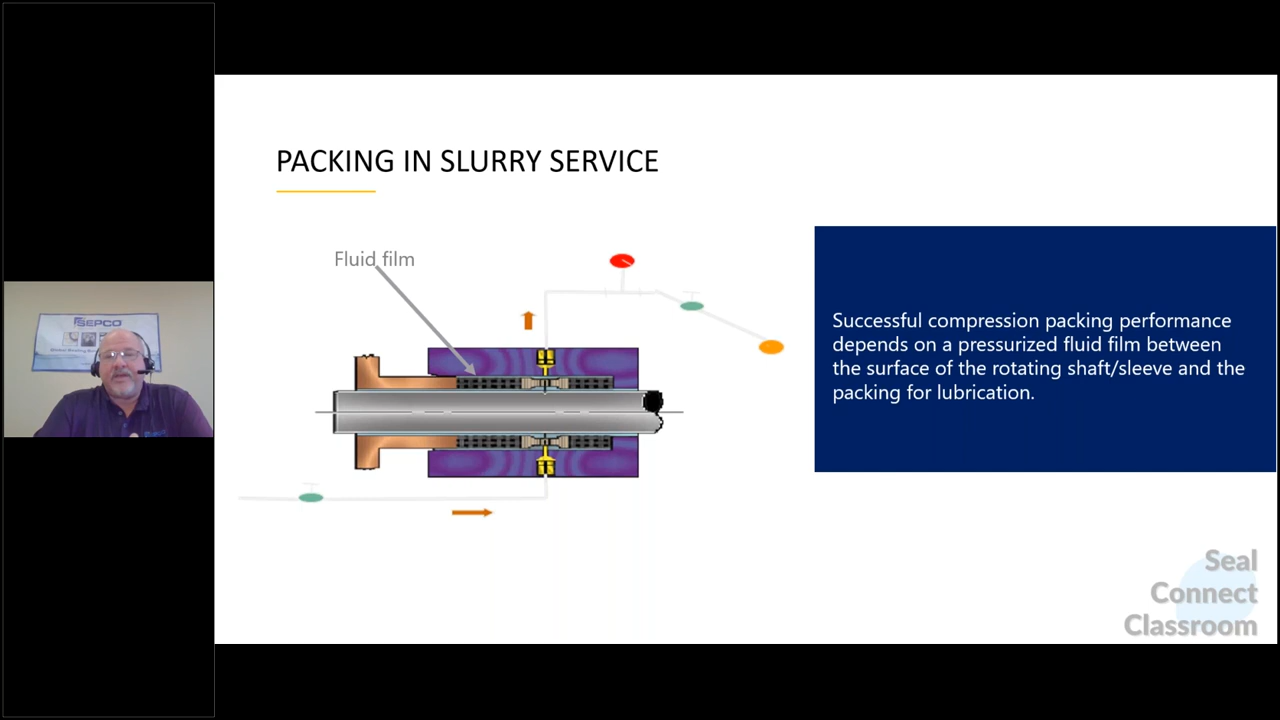 PACKING IN SLURRY SERVICE
Fluid film
Successful compression packing performance
depends on a pressurized fluid film between
the surface of the rotating shaft/sleeve and the
packing for lubrication.
SEPCO
Seal
Connect
Classroom